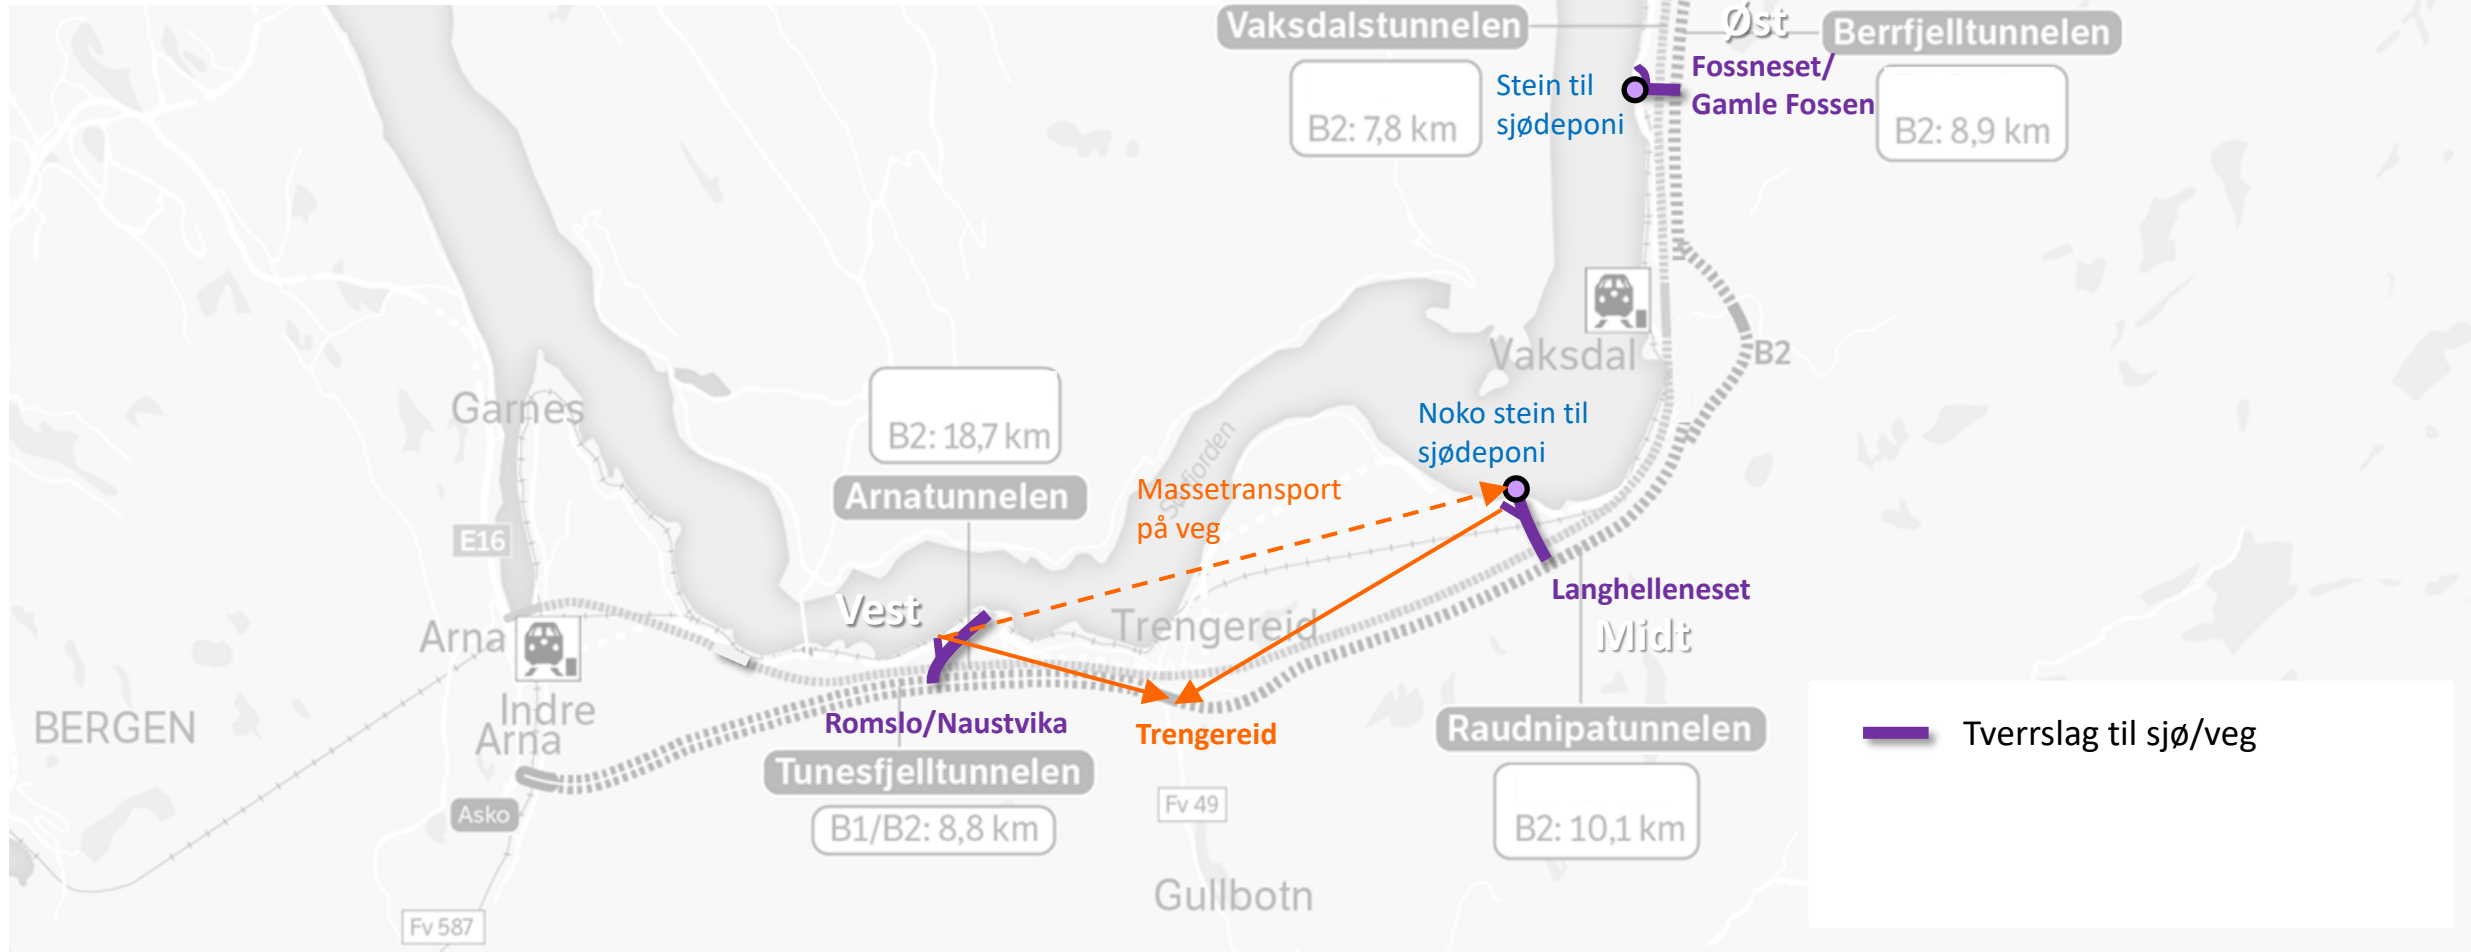 Vaksdalstunnelen
Øst
Berrfjelltunnelen
Stein til
sjødeponi
Fossneset/
Gamle Fossen
B2: 7,8 km
B2: 8,9 km
Vaksdal
B2
Garnes
B2: 18,7 km
Arnatunnelen
Noko stein til
sjødeponi
Massetransport
på veg
Sørfjorden
E16
Vest
Trengereid
Langhelleneset
Midt
Arna
Indre
Arna
BERGEN
Romslo/Naustvika
Trengereid
Raudnipatunnelen
Tverrslag til sjø/veg
Tunesfjelltunnelen
Asko
B1/B2: 8,8 km
Fv 49
B2: 10,1 km
Gullbotn
Fv 587